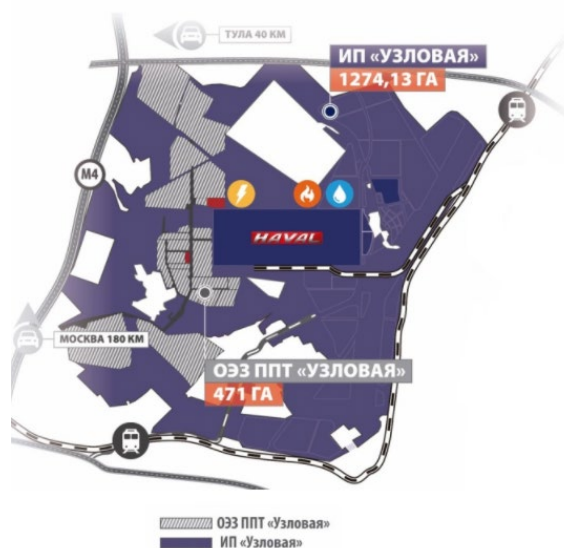 ТУЛА 40 КМ
ИП «УЗЛОВАЯ»
1274,13 ГА
М4
HAVAL
МОСКВА 180 КМ
ОЭЗ ППТ «УЗЛОВАЯ»
471 ГА
ОЭЗ ППТ «Узловая»
ИП «Узловая»